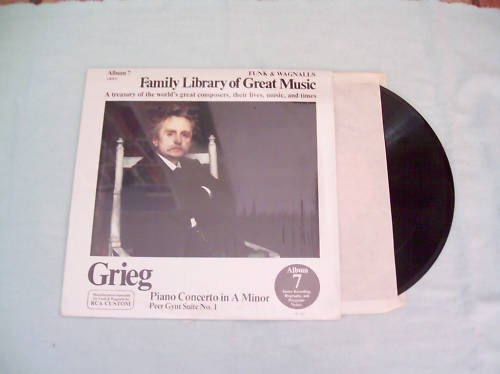 Album 7
FUNK & WAGNALLS
Family Library of Great Music
A treasury of the world's great composers, their lives, music, and times
Grieg
Piano Concerto in A Minor
Peer Gynt Suite No. 1
Album
7
RCA CUSTOM